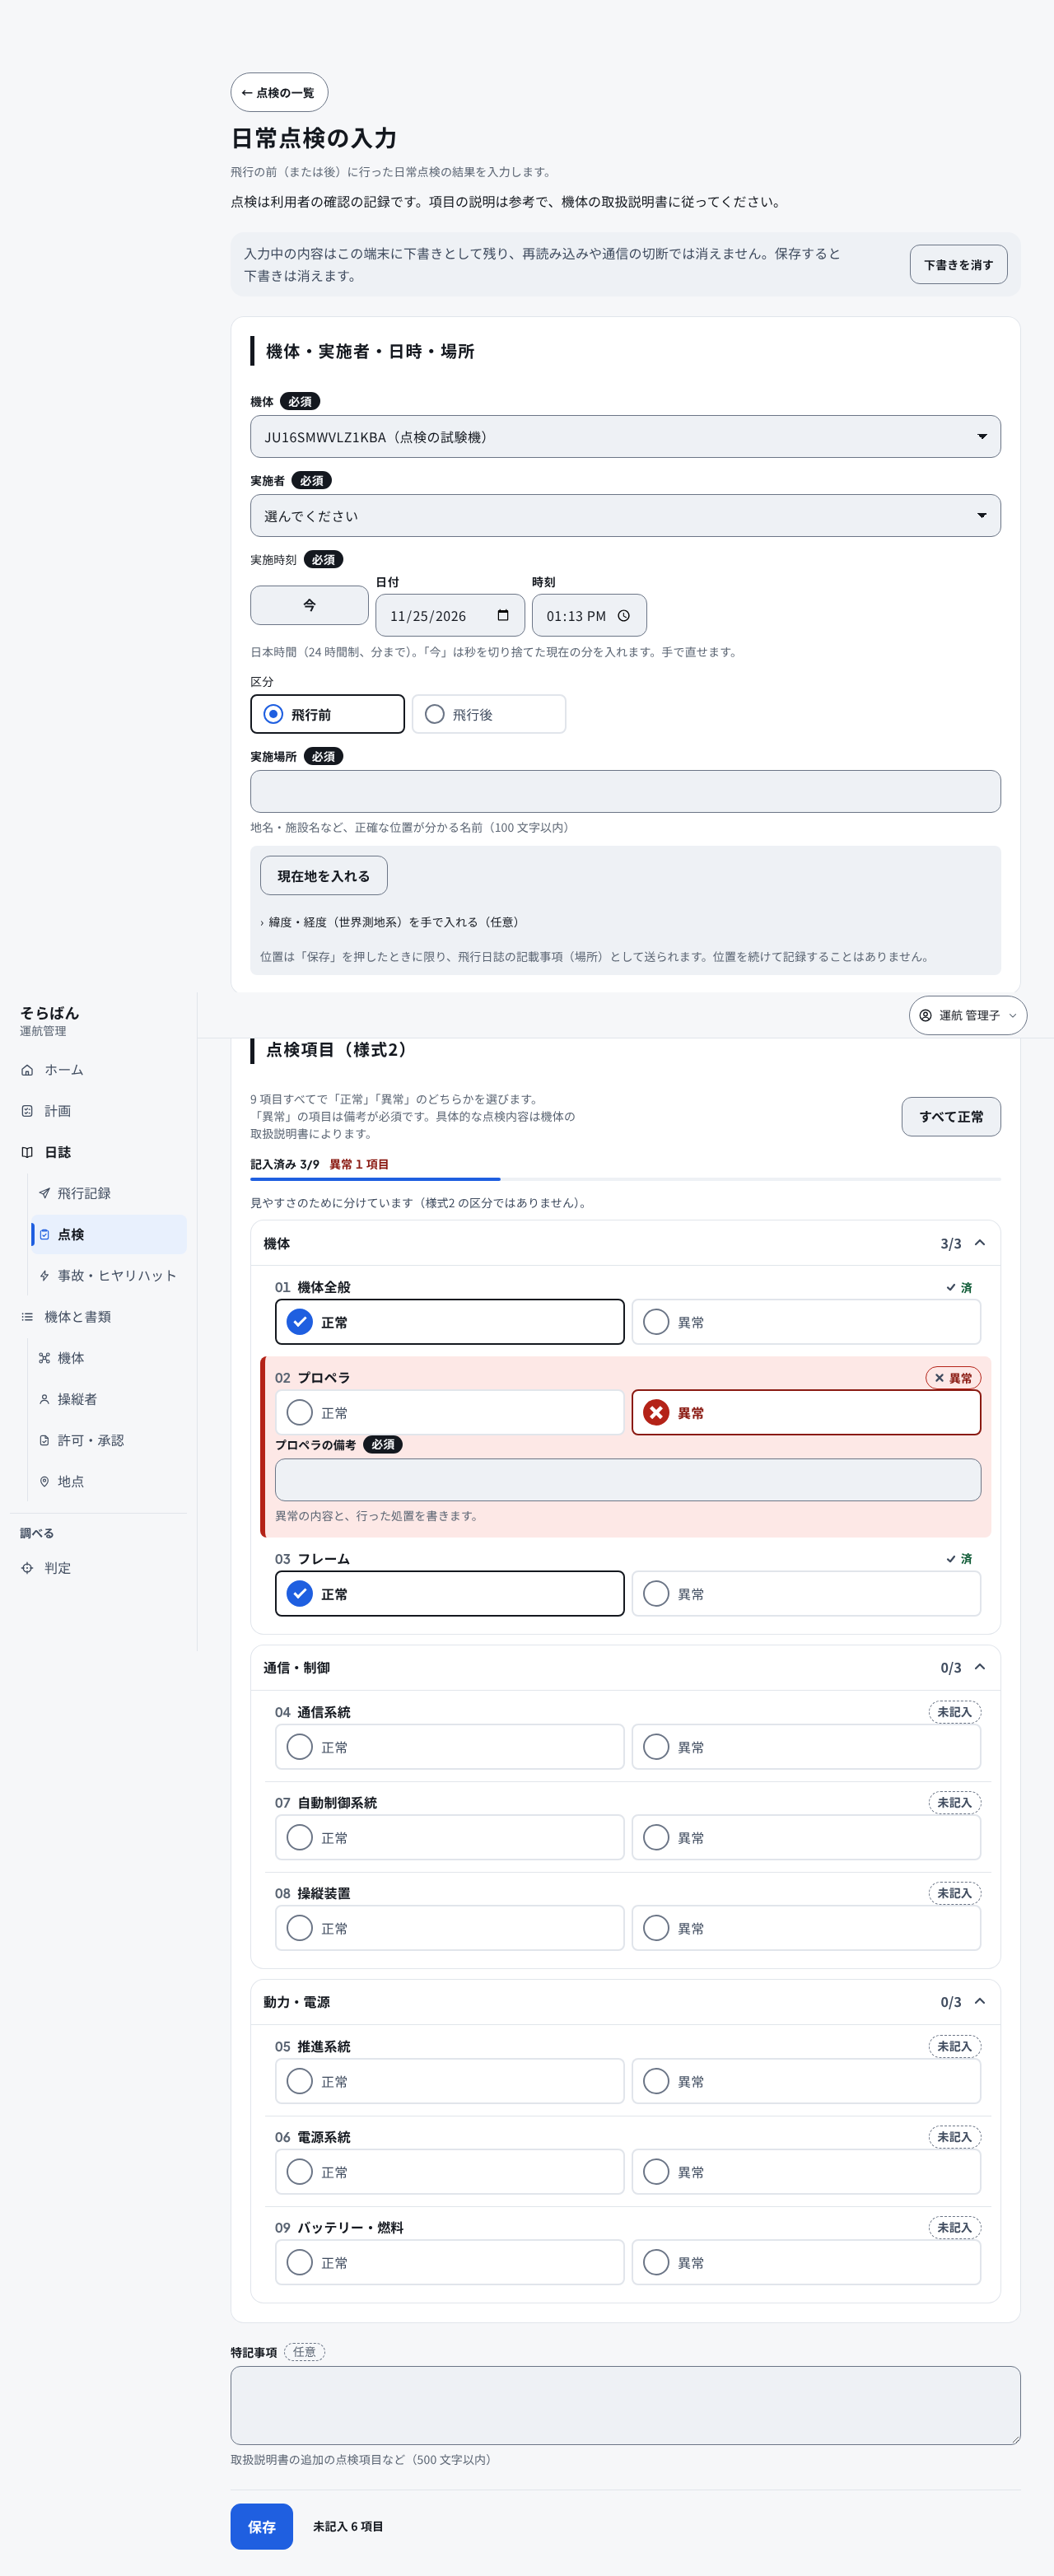 ← 点検の一覧
日常点検の入力
飛行の前（または後）に行った日常点検の結果を入力します。
点検は利用者の確認の記録です。項目の説明は参考で、機体の取扱説明書に従ってください。
入力中の内容はこの端末に下書きとして残り、再読み込みや通信の切断では消えません。保存すると
下書きは消えます。
下書きを消す
機体・実施者・日時・場所
機体 必須
JU16SMWVLZ1KBA（点検の試験機）
実施者 必須
選んでください
実施時刻 必須
今
日付
11/25/2026
時刻
01:13 PM
日本時間（24 時間制、分まで）。「今」は秒を切り捨てた現在の分を入れます。手で直せます。
区分
飛行前
飛行後
実施場所 必須
地名・施設名など、正確な位置が分かる名前（100 文字以内）
現在地を入れる
› 緯度・経度（世界測地系）を手で入れる（任意）
位置は「保存」を押したときに限り、飛行日誌の記載事項（場所）として送られます。位置を続けて記録することはありません。
そらばん
運航管理
ホーム
計画
日誌
飛行記録
点検
事故・ヒヤリハット
機体と書類
機体
操縦者
許可・承認
地点
調べる
判定
運航 管理子
点検項目（様式2）
9 項目すべてで「正常」「異常」のどちらかを選びます。
「異常」の項目は備考が必須です。具体的な点検内容は機体の
取扱説明書によります。
すべて正常
記入済み 3/9 異常 1 項目
見やすさのために分けています（様式2 の区分ではありません）。
機体 3/3
01 機体全般 済
正常 異常
02 プロペラ 異常
正常 異常
プロペラの備考 必須
異常の内容と、行った処置を書きます。
03 フレーム 済
正常 異常
通信・制御 0/3
04 通信系統 未記入
正常 異常
07 自動制御系統 未記入
正常 異常
08 操縦装置 未記入
正常 異常
動力・電源 0/3
05 推進系統 未記入
正常 異常
06 電源系統 未記入
正常 異常
09 バッテリー・燃料 未記入
正常 異常
特記事項 任意
取扱説明書の追加の点検項目など（500 文字以内）
保存 未記入 6 項目